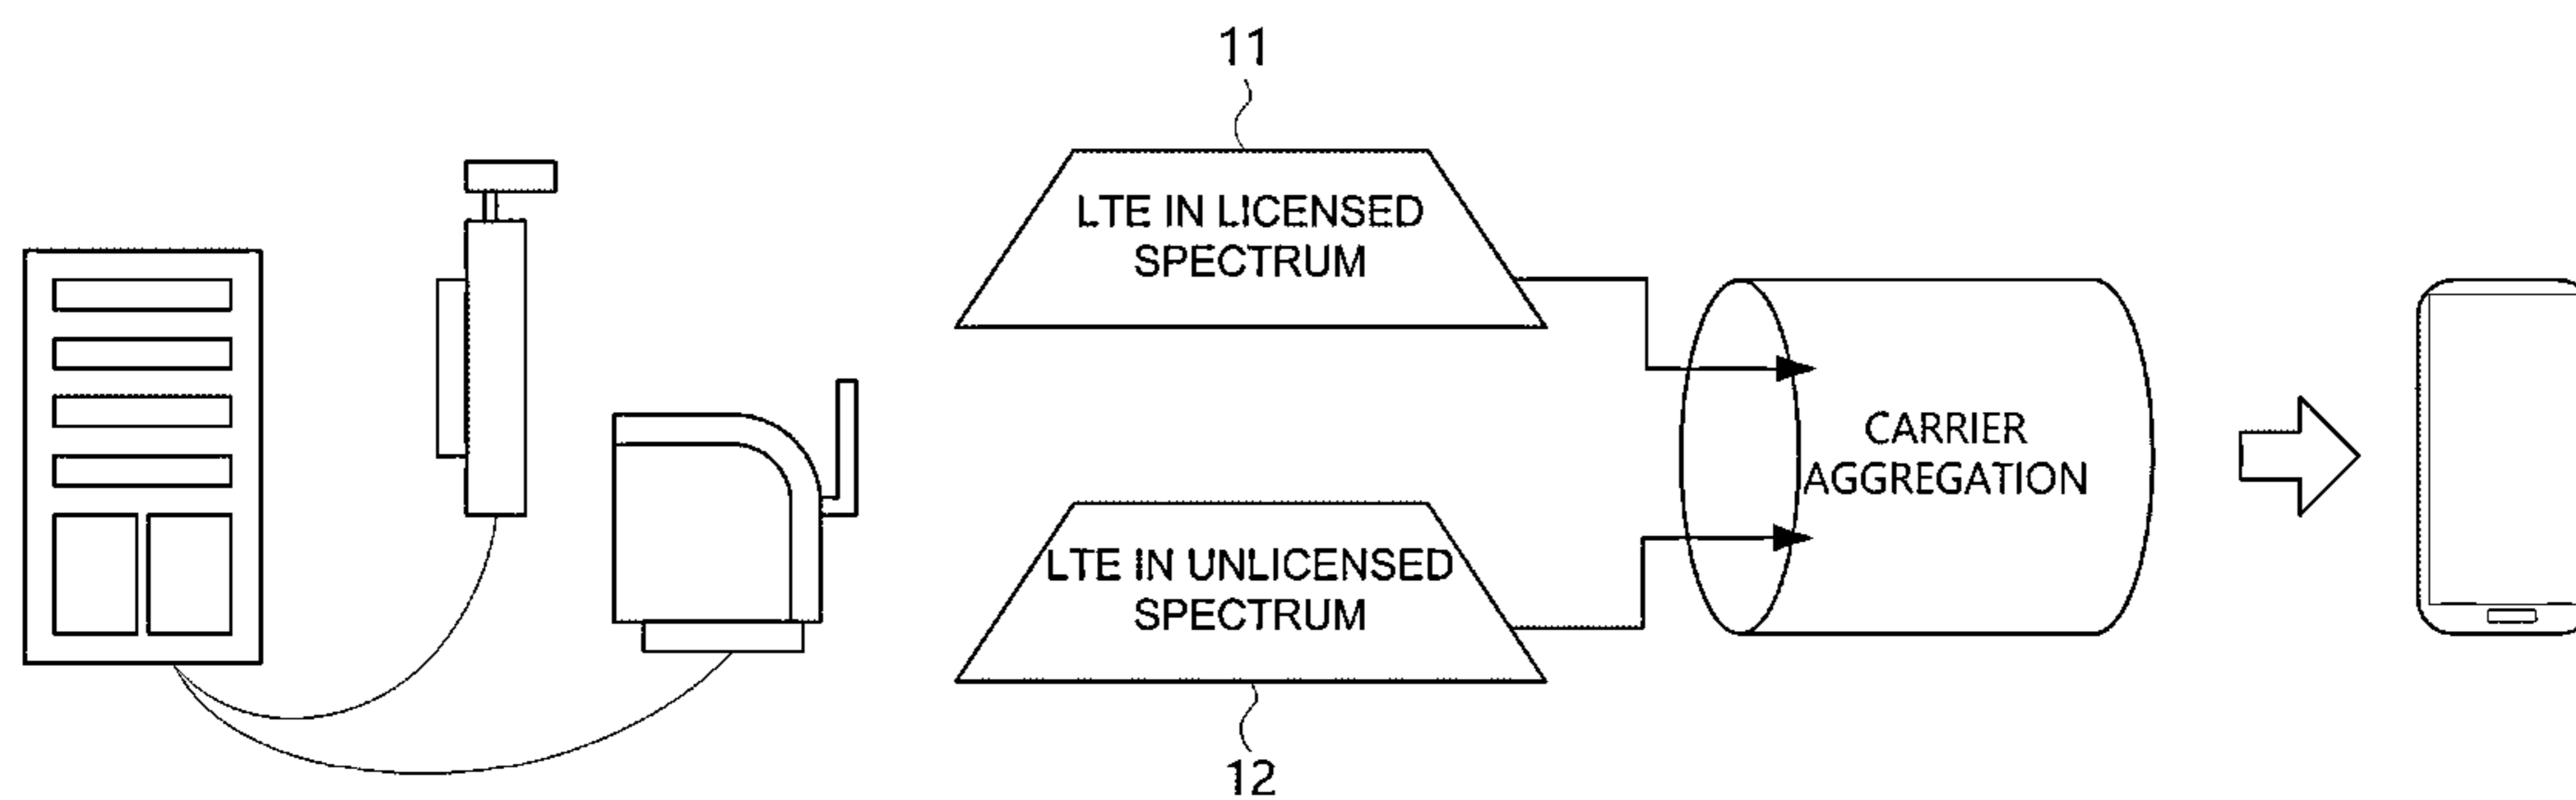 11
LTE IN LICENSED
SPECTRUM
CARRIER
AGGREGATION
LTE IN UNLICENSED
SPECTRUM
12